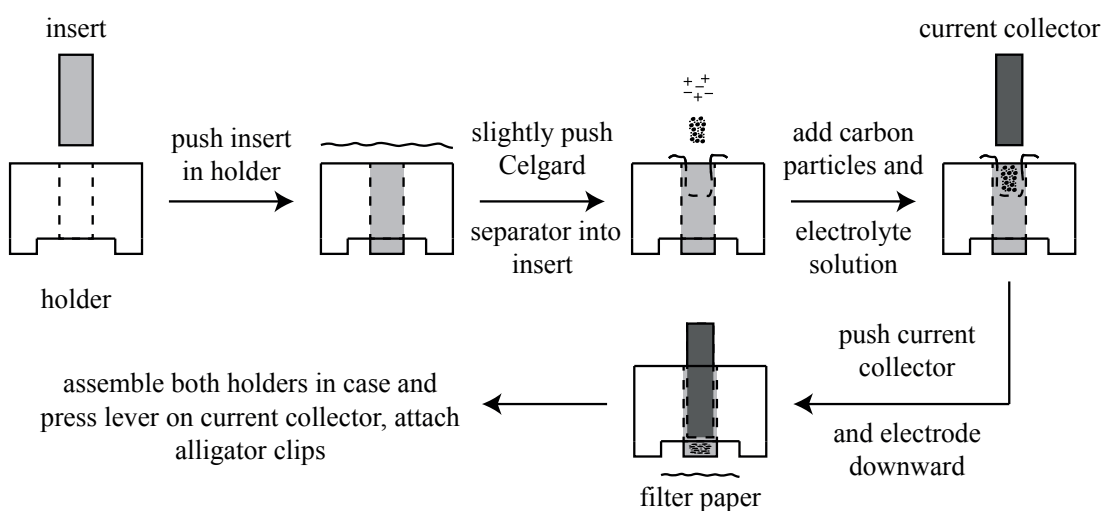 insert
current collector
push insert
in holder
slightly push
Celgard
separator into
insert
add carbon
particles and
electrolyte
solution
holder
push current
collector
and electrode
downward
assemble both holders in case and
press lever on current collector, attach
alligator clips
filter paper